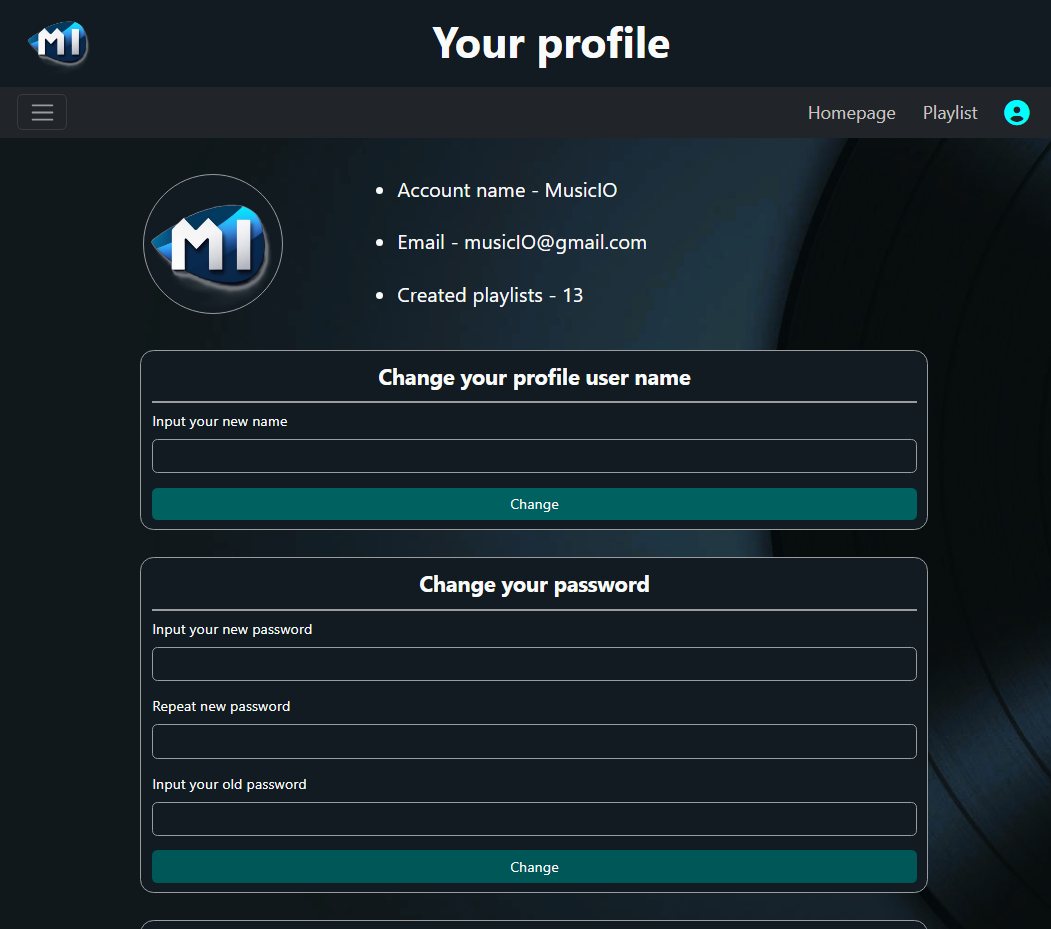 MI
Your profile
Homepage Playlist
MI
Account name - MusicIO
Email - musicIO@gmail.com
Created playlists - 13
Change your profile user name
Input your new name
Change
Change your password
Input your new password
Repeat new password
Input your old password
Change